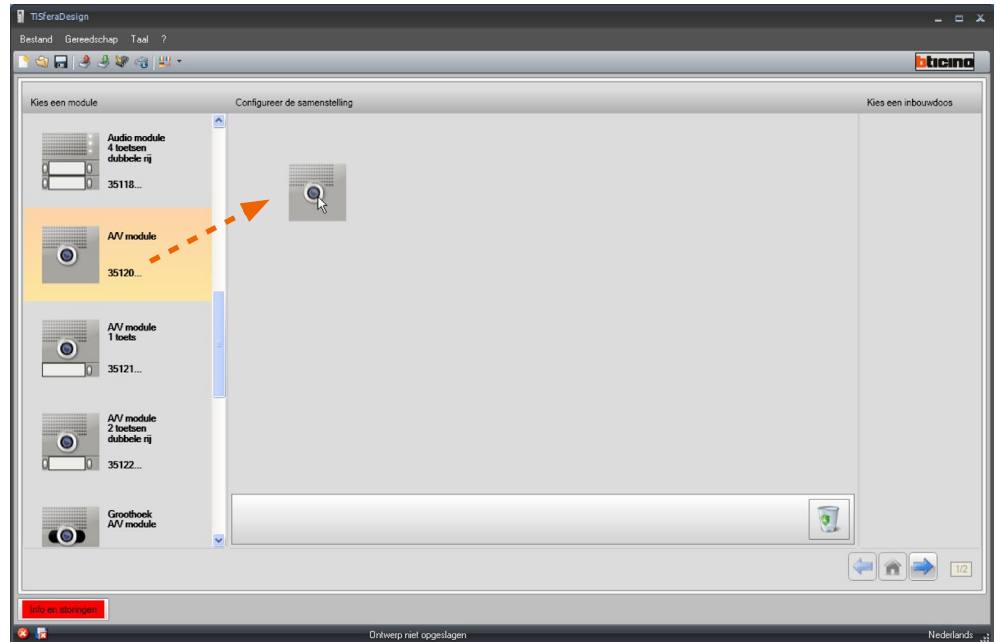 TiSferaDesign
Bestand Gereedschap Taal ?
bticino
Kies een module
Configureer de samenstelling
Kies een inbouwdoos
Audio module
4 toetsen
dubbele rij
35118...
A/V module
35120...
A/V module
1 toets
35121...
A/V module
2 toetsen
dubbele rij
35122...
Groothoek
A/V module
1/2
Info en storingen
Ontwerp niet opgeslagen
Nederlands